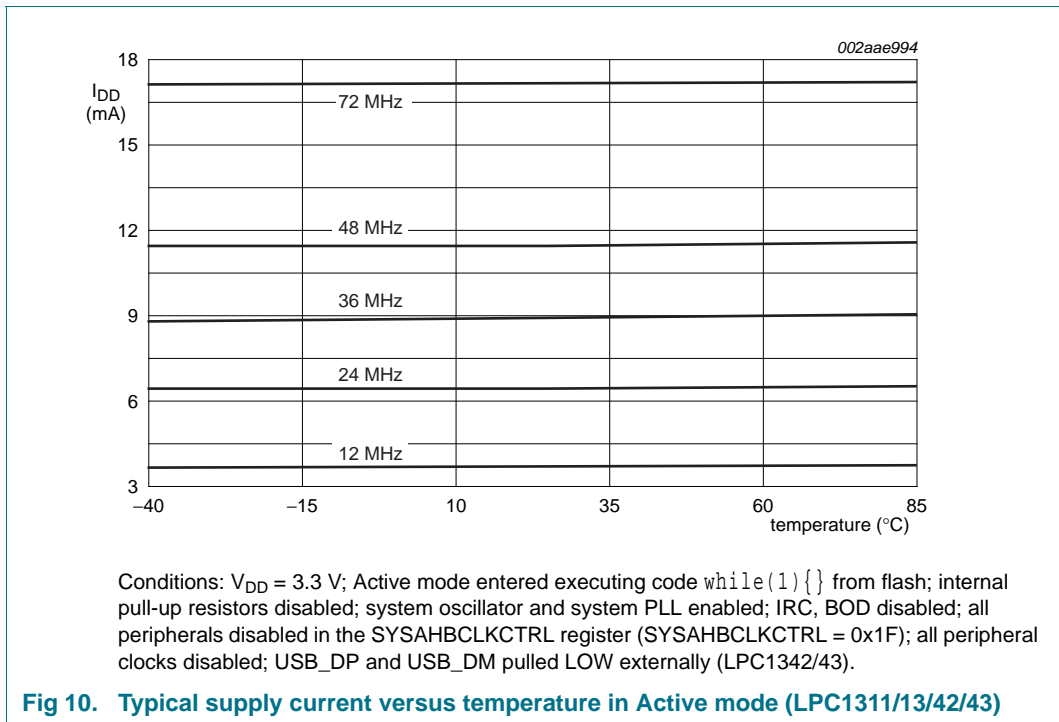 002aae994
18
I_DD
(mA)
72 MHz
15
12
48 MHz
36 MHz
9
24 MHz
6
12 MHz
3
−40 −15 10 35 60 85
temperature (°C)
Conditions: V_DD = 3.3 V; Active mode entered executing code while(1){} from flash; internal
pull-up resistors disabled; system oscillator and system PLL enabled; IRC, BOD disabled; all
peripherals disabled in the SYSAHBCLKCTRL register (SYSAHBCLKCTRL = 0x1F); all peripheral
clocks disabled; USB_DP and USB_DM pulled LOW externally (LPC1342/43).
Fig 10. Typical supply current versus temperature in Active mode (LPC1311/13/42/43)